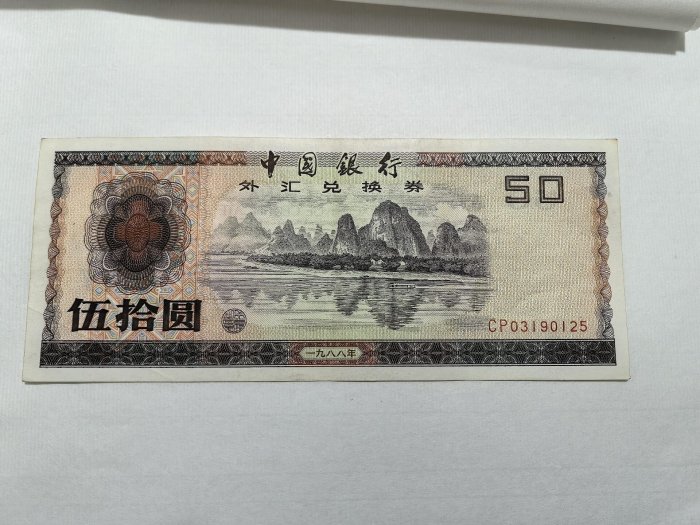 中国银行
外汇兑换券
50
伍拾圆
CP03190125
一九八八年